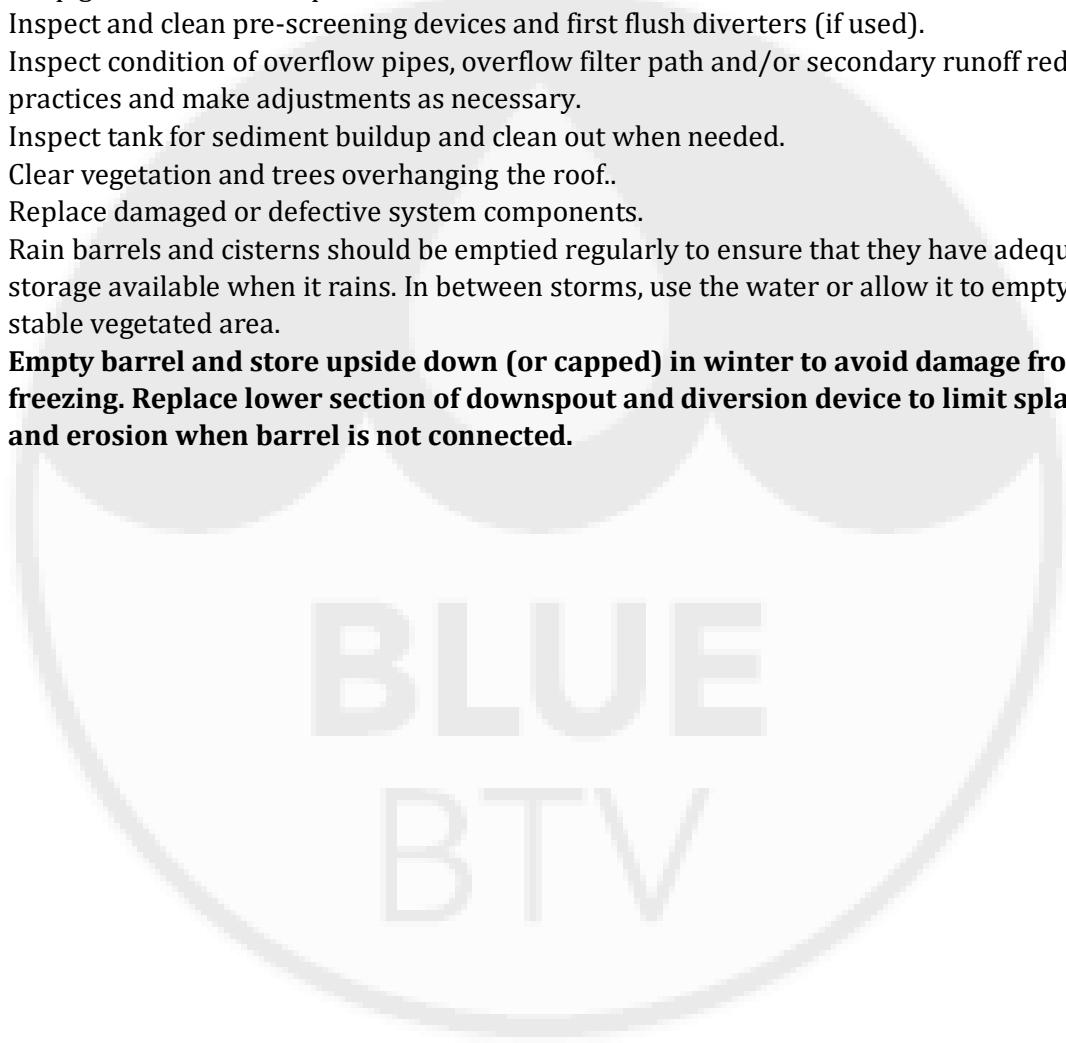 Inspect and clean pre-screening devices and first flush diverters (if used).
Inspect condition of overflow pipes, overflow filter path and/or secondary runoff red
practices and make adjustments as necessary.
Inspect tank for sediment buildup and clean out when needed.
Clear vegetation and trees overhanging the roof..
Replace damaged or defective system components.
Rain barrels and cisterns should be emptied regularly to ensure that they have adequ
storage available when it rains. In between storms, use the water or allow it to empty
stable vegetated area.
Empty barrel and store upside down (or capped) in winter to avoid damage fro
freezing. Replace lower section of downspout and diversion device to limit spla
and erosion when barrel is not connected.
BLUE
BTV